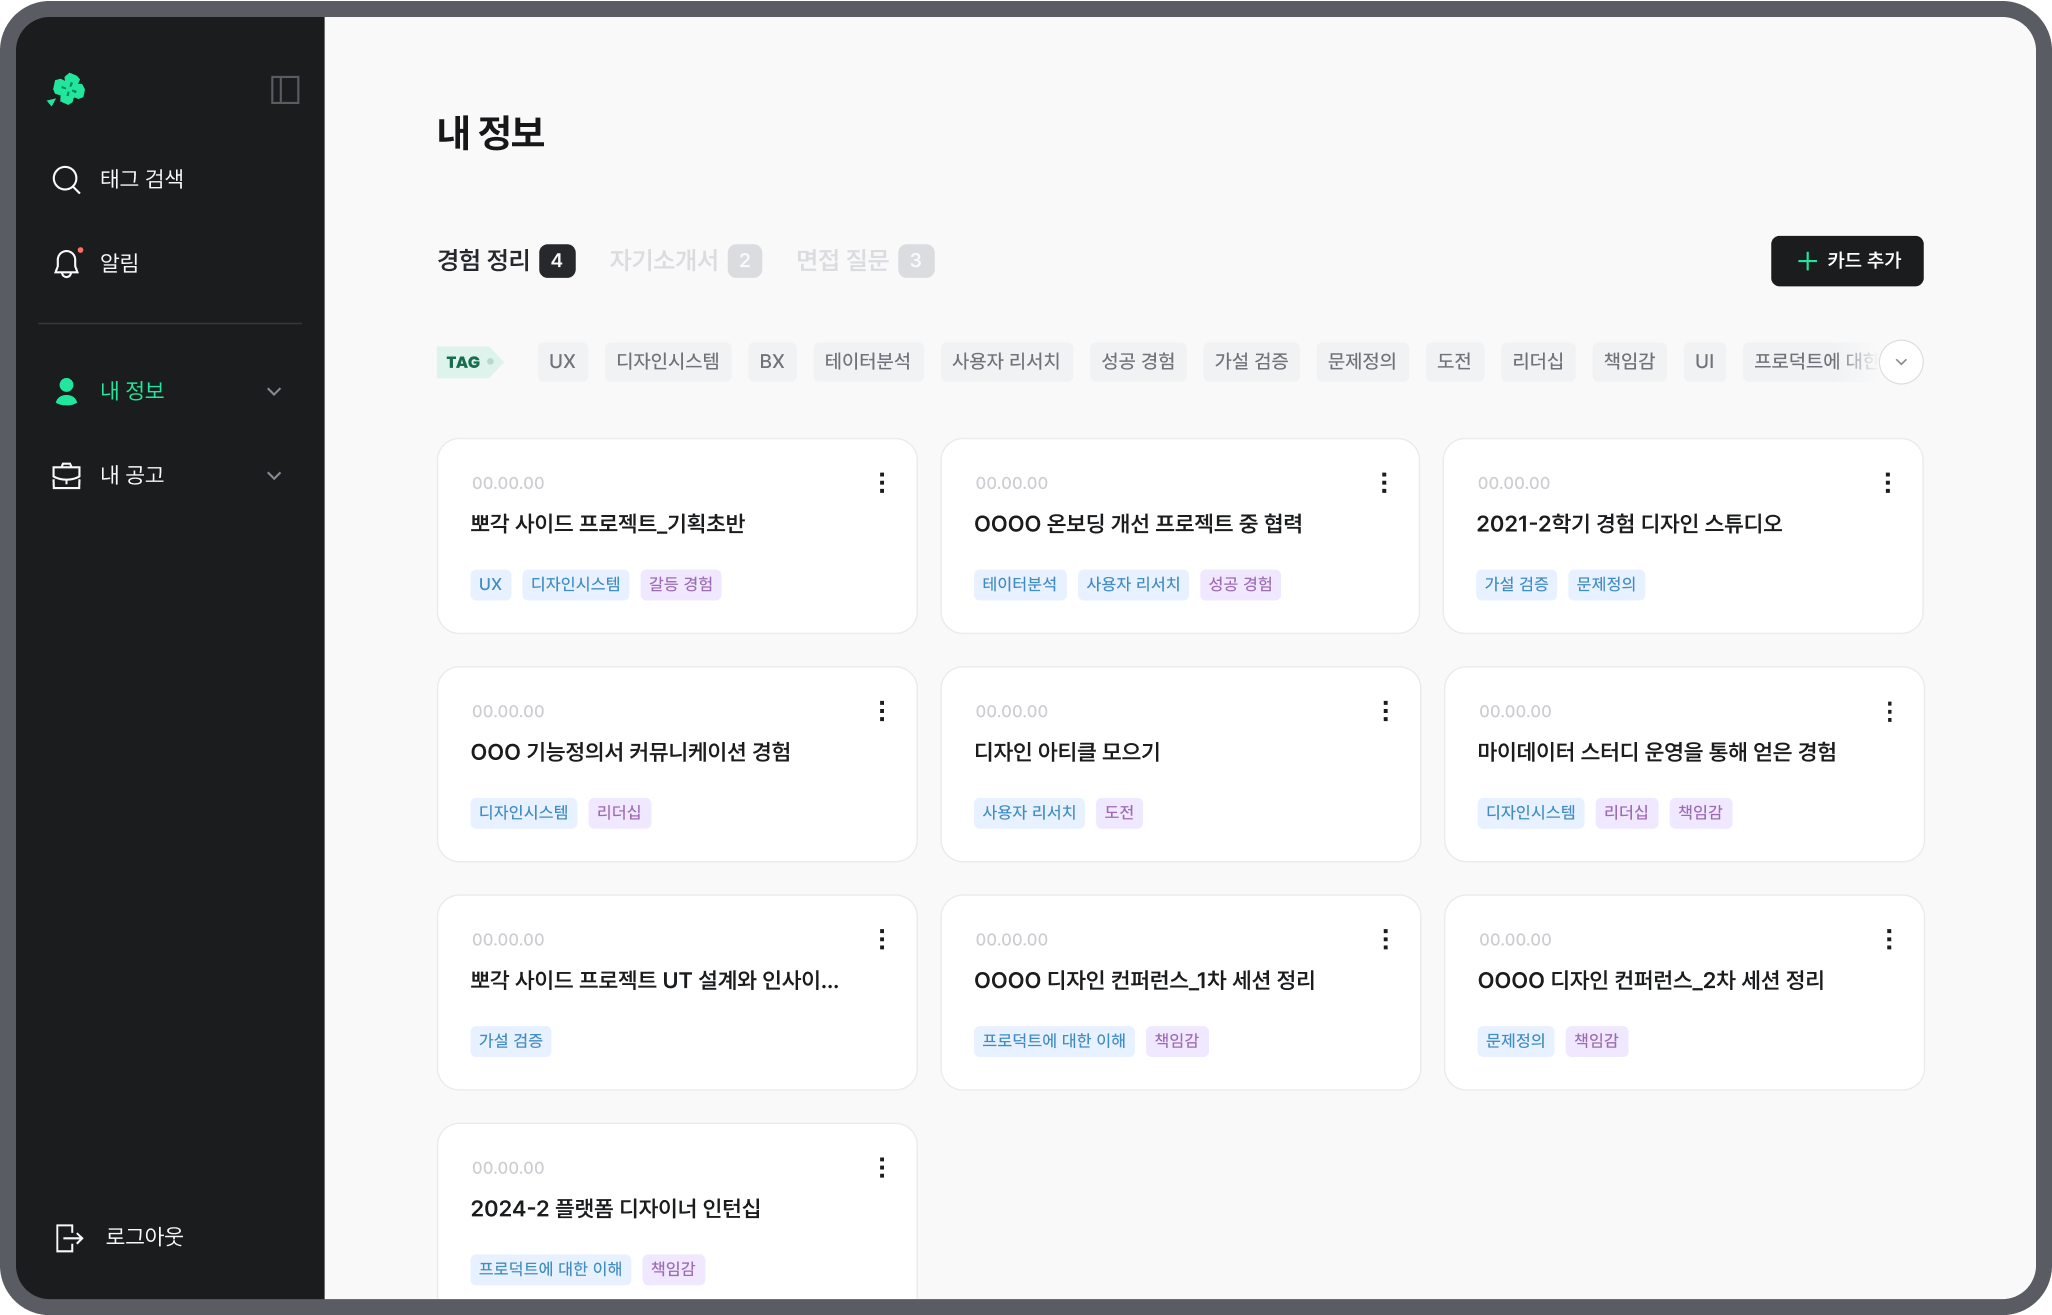 태그 검색
알림
내 정보
내 공고
로그아웃
내 정보
경험 정리 4 자기소개서 2 면접 질문 3
카드 추가
TAG UX 디자인시스템 BX 테이터분석 사용자 리서치 성공 경험 가설 검증 문제정의 도전 리더십 책임감 UI 프로덕트에 대한
00.00.00
뽀각 사이드 프로젝트_기획초반
UX 디자인시스템 갈등 경험
00.00.00
OOOO 온보딩 개선 프로젝트 중 협력
테이터분석 사용자 리서치 성공 경험
00.00.00
2021-2학기 경험 디자인 스튜디오
가설 검증 문제정의
00.00.00
OOO 기능정의서 커뮤니케이션 경험
디자인시스템 리더십
00.00.00
디자인 아티클 모으기
사용자 리서치 도전
00.00.00
마이데이터 스터디 운영을 통해 얻은 경험
디자인시스템 리더십 책임감
00.00.00
뽀각 사이드 프로젝트 UT 설계와 인사이...
가설 검증
00.00.00
OOOO 디자인 컨퍼런스_1차 세션 정리
프로덕트에 대한 이해 책임감
00.00.00
OOOO 디자인 컨퍼런스_2차 세션 정리
문제정의 책임감
00.00.00
2024-2 플랫폼 디자이너 인턴십
프로덕트에 대한 이해 책임감